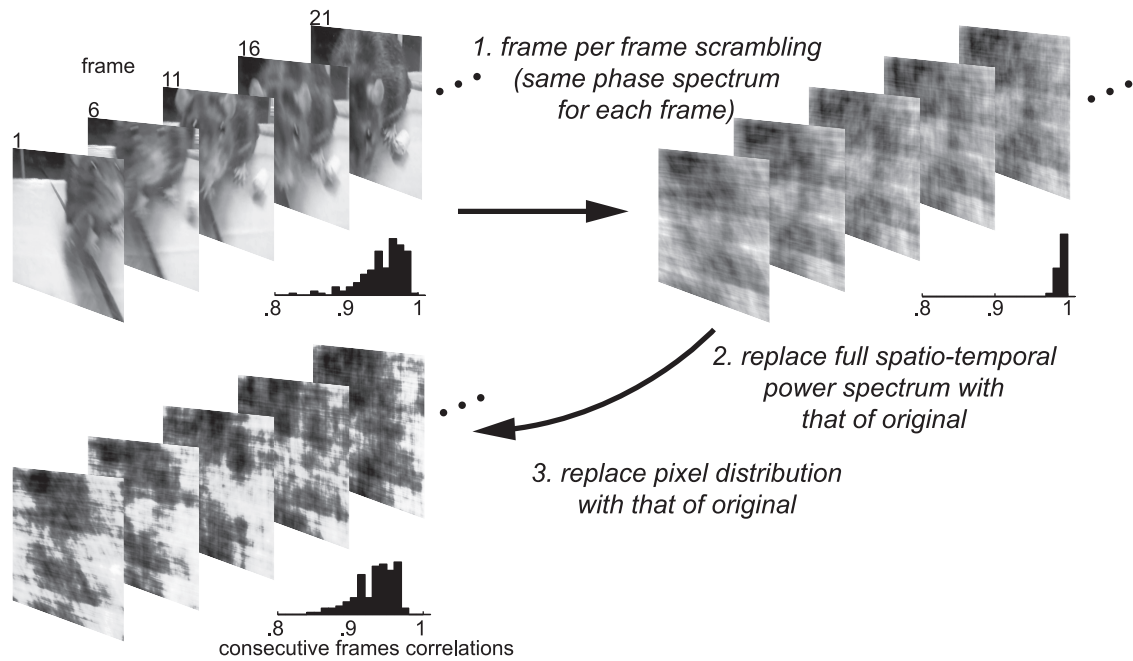 frame
1
6
11
16
21
1. frame per frame scrambling
(same phase spectrum
for each frame)
.8
.9
1
.8
.9
1
2. replace full spatio-temporal
power spectrum with
that of original
3. replace pixel distribution
with that of original
.8
.9
1
consecutive frames correlations